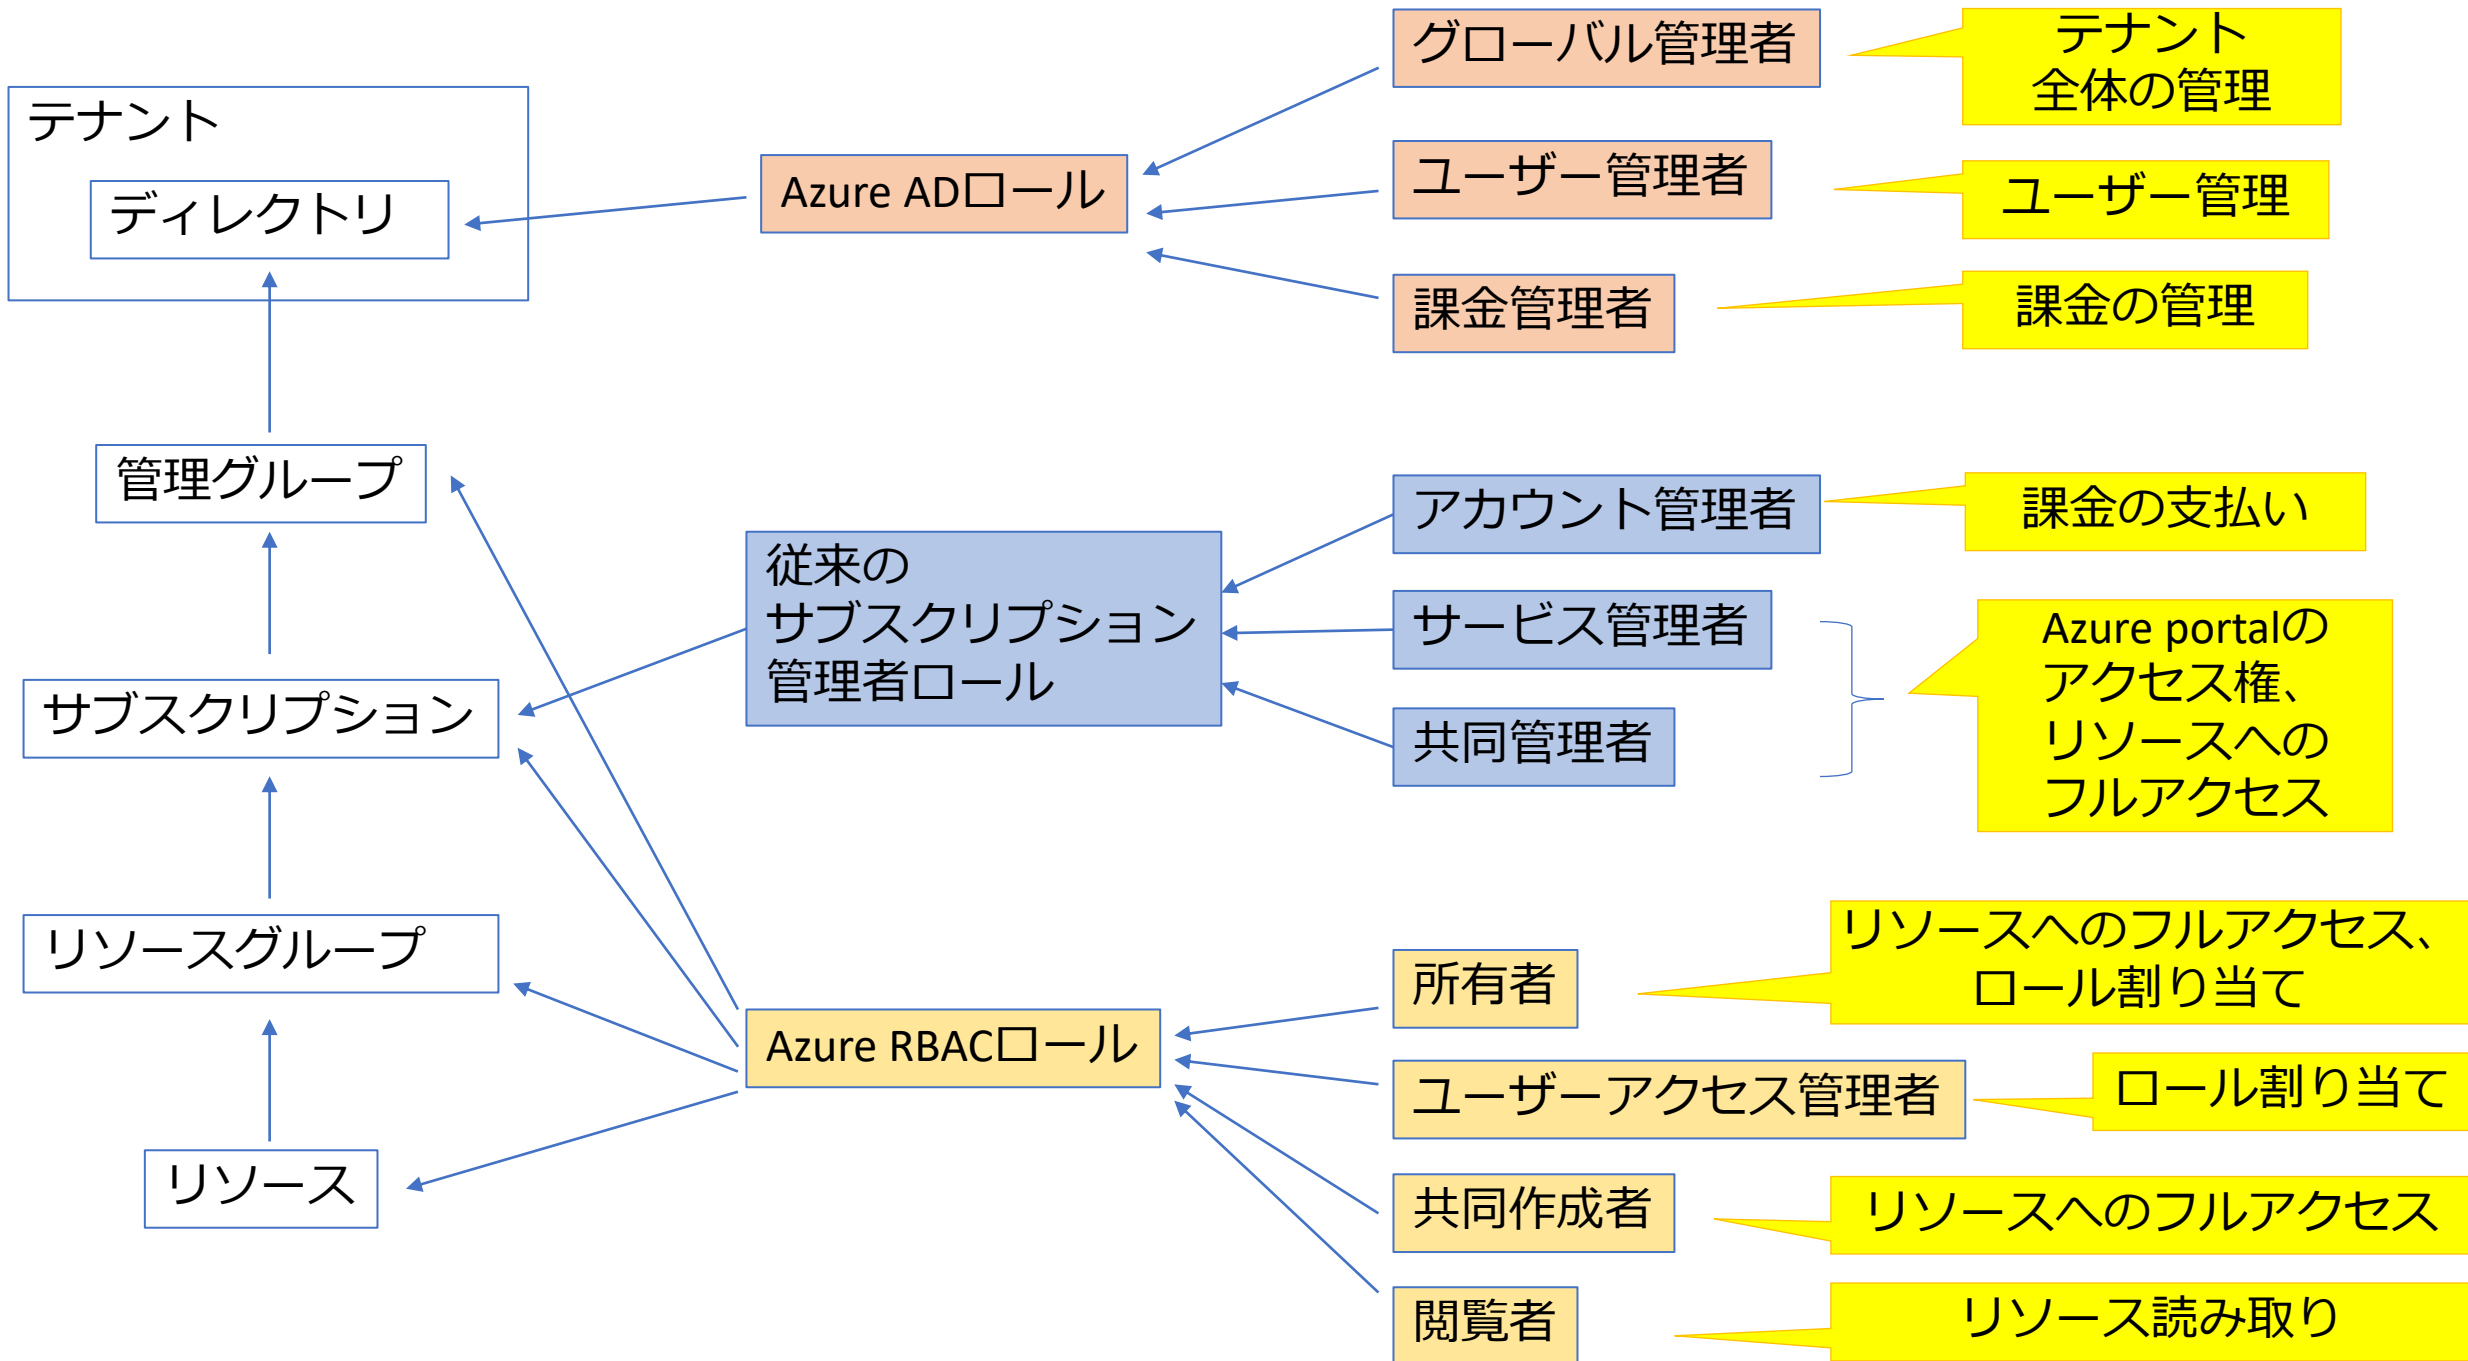 テナント
ディレクトリ
管理グループ
サブスクリプション
リソースグループ
リソース
Azure ADロール
従来の
サブスクリプション
管理者ロール
Azure RBACロール
グローバル管理者
ユーザー管理者
課金管理者
アカウント管理者
サービス管理者
共同管理者
所有者
ユーザーアクセス管理者
共同作成者
閲覧者
テナント
全体の管理
ユーザー管理
課金の管理
課金の支払い
Azure portalの
アクセス権、
リソースへの
フルアクセス
リソースへのフルアクセス、
ロール割り当て
ロール割り当て
リソースへのフルアクセス
リソース読み取り